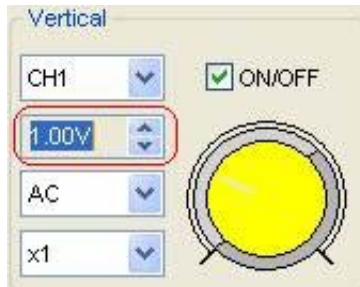 Vertical
CH1
ON/OFF
1.00V
AC
x1